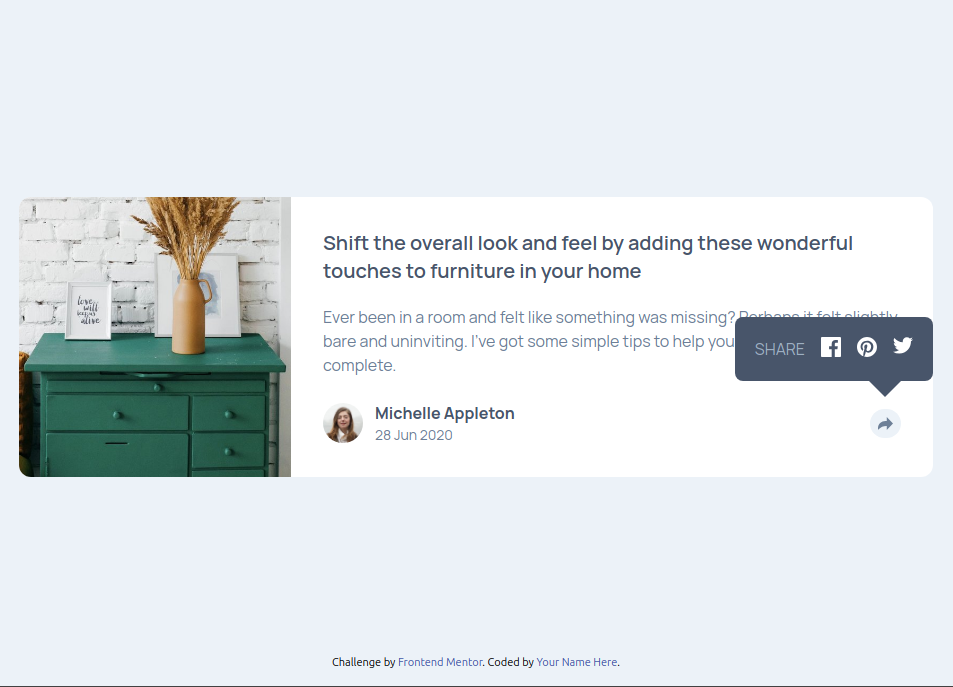 Shift the overall look and feel by adding these wonderful
touches to furniture in your home
Ever been in a room and felt like something was missing? Perhaps it felt slightly
bare and uninviting. I've got some simple tips to help you
complete.
SHARE
Michelle Appleton
28 Jun 2020
love
will
keep us
alive
Challenge by Frontend Mentor. Coded by Your Name Here.